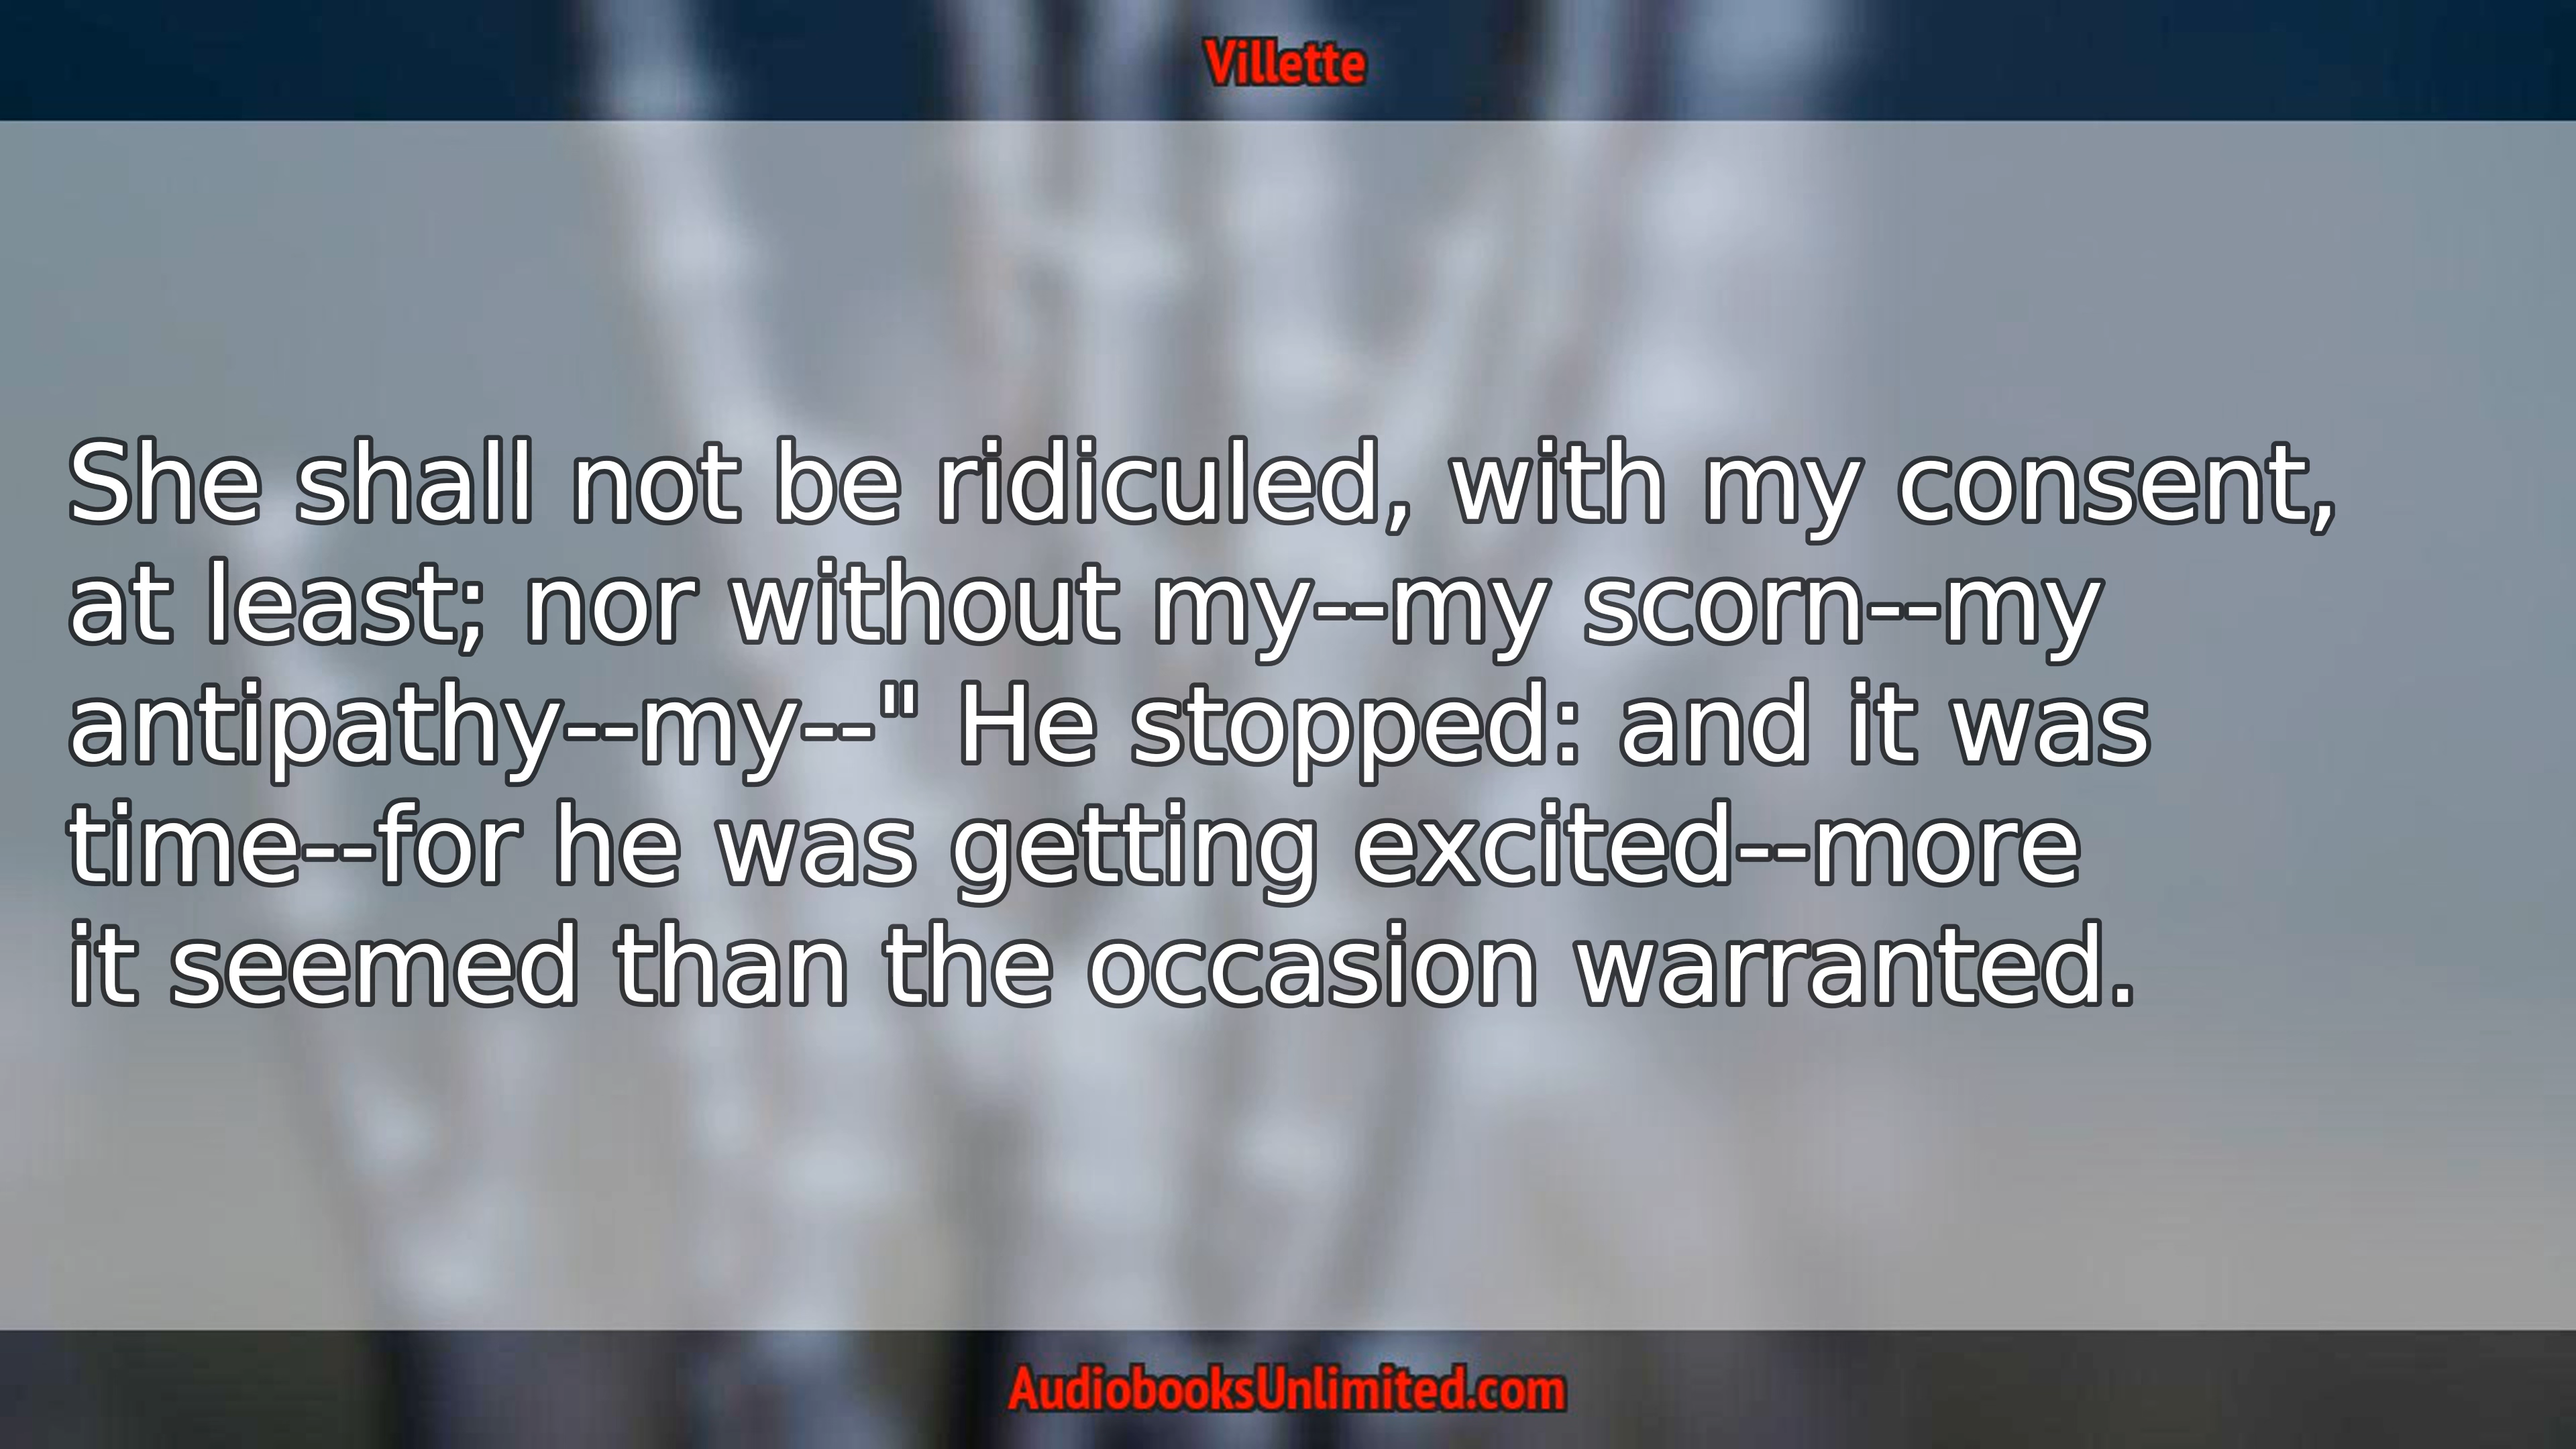 Villette
She shall not be ridiculed, with my consent,
at least; nor without my--my scorn--my
antipathy--my--" He stopped: and it was
time--for he was getting excited--more
it seemed than the occasion warranted.
AudiobooksUnlimited.com